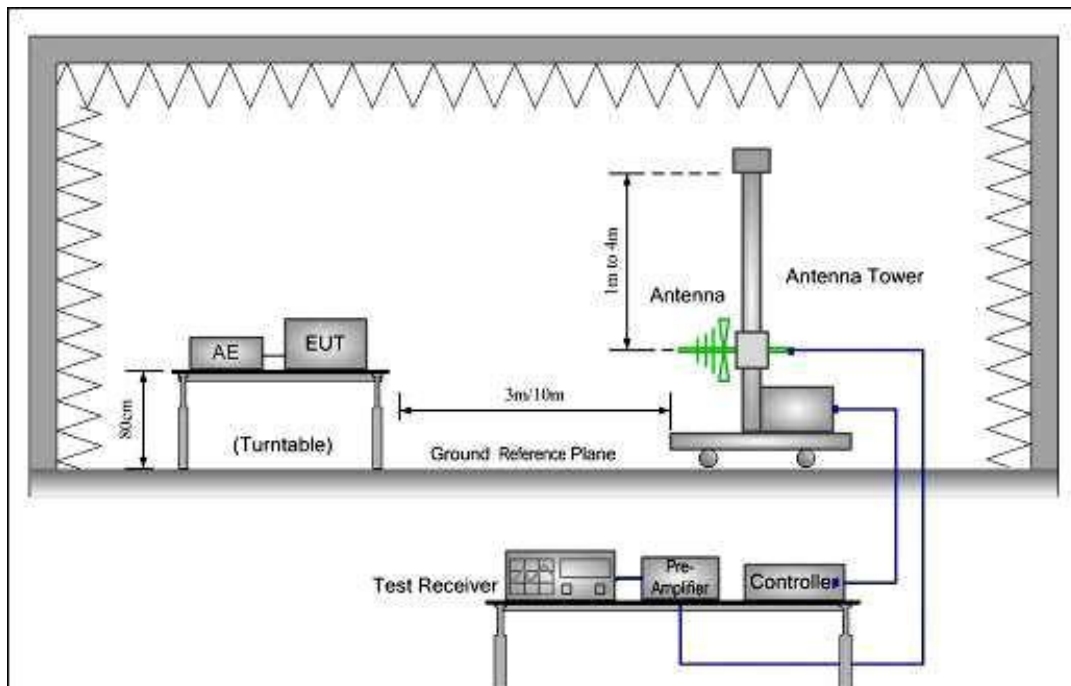 1m to 4m
Antenna Tower
Antenna
AE
EUT
3m/10m
80cm
(Turntable)
Ground Reference Plane
Test Receiver
Pre-
Amplifier
Controlle